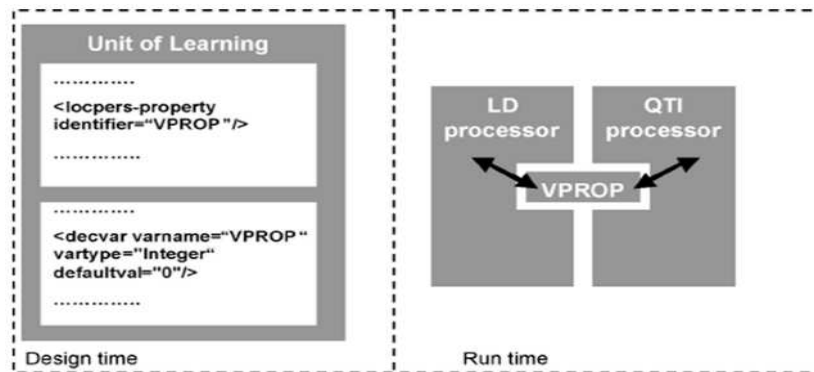 Unit of Learning
.............
<locpers-property
identifier=“VPROP"/>
..............
.............
<decvar varname=“VPROP“
vartype="Integer“
defaultval="0"/>
..............
Design time
LD
processor
QTI
processor
VPROP
Run time